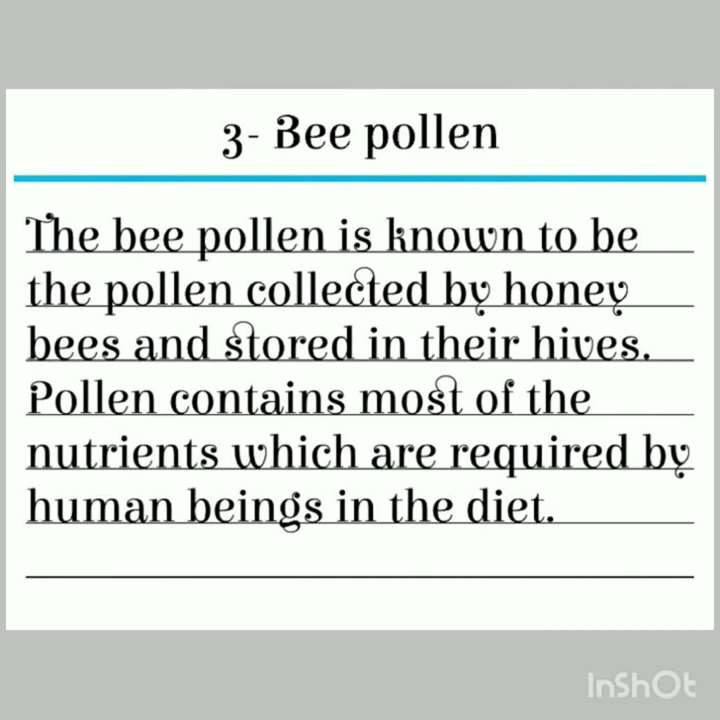 3- Bee pollen
The bee pollen is known to be
the pollen collected by honey
bees and stored in their hives.
Pollen contains most of the
nutrients which are required by
human beings in the diet.
InShOt